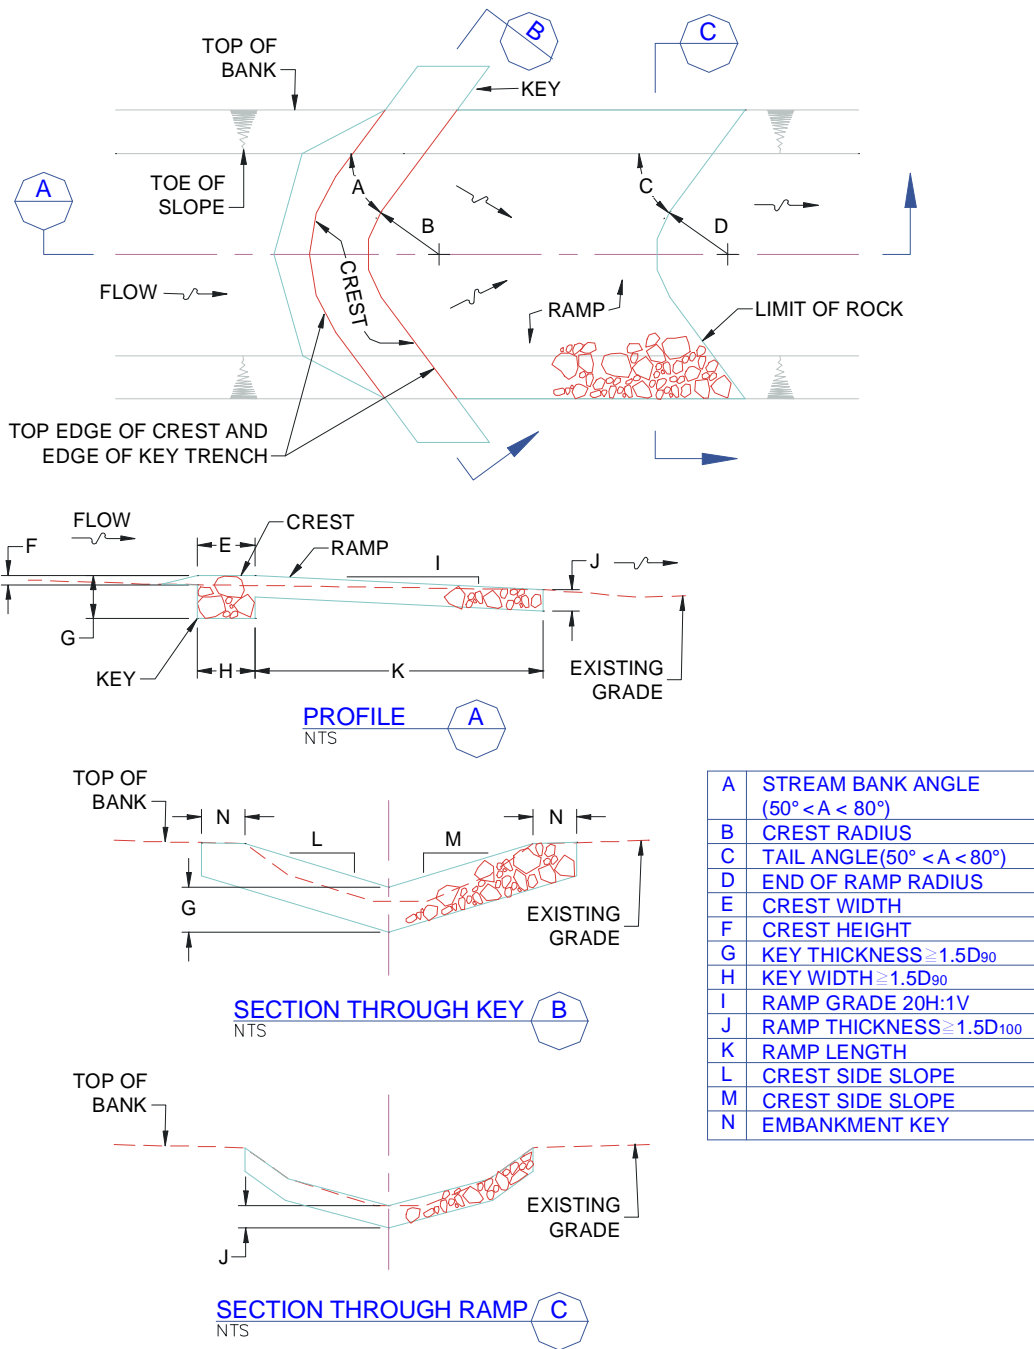 B
C
TOP OF
BANK
KEY
A
TOE OF
SLOPE
A
B
C
D
FLOW
CREST
RAMP
LIMIT OF ROCK
TOP EDGE OF CREST AND
EDGE OF KEY TRENCH
FLOW
CREST
F
E
RAMP
I
J
G
KEY
H
K
EXISTING
GRADE
PROFILE
A
NTS
TOP OF
BANK
N
L
M
N
G
EXISTING
GRADE
SECTION THROUGH KEY
B
NTS
TOP OF
BANK
J
EXISTING
GRADE
SECTION THROUGH RAMP
C
NTS
A STREAM BANK ANGLE
(50° < A < 80°)
B CREST RADIUS
C TAIL ANGLE(50° < A < 80°)
D END OF RAMP RADIUS
E CREST WIDTH
F CREST HEIGHT
G KEY THICKNESS≧1.5D90
H KEY WIDTH≧1.5D90
I RAMP GRADE 20H:1V
J RAMP THICKNESS≧1.5D100
K RAMP LENGTH
L CREST SIDE SLOPE
M CREST SIDE SLOPE
N EMBANKMENT KEY